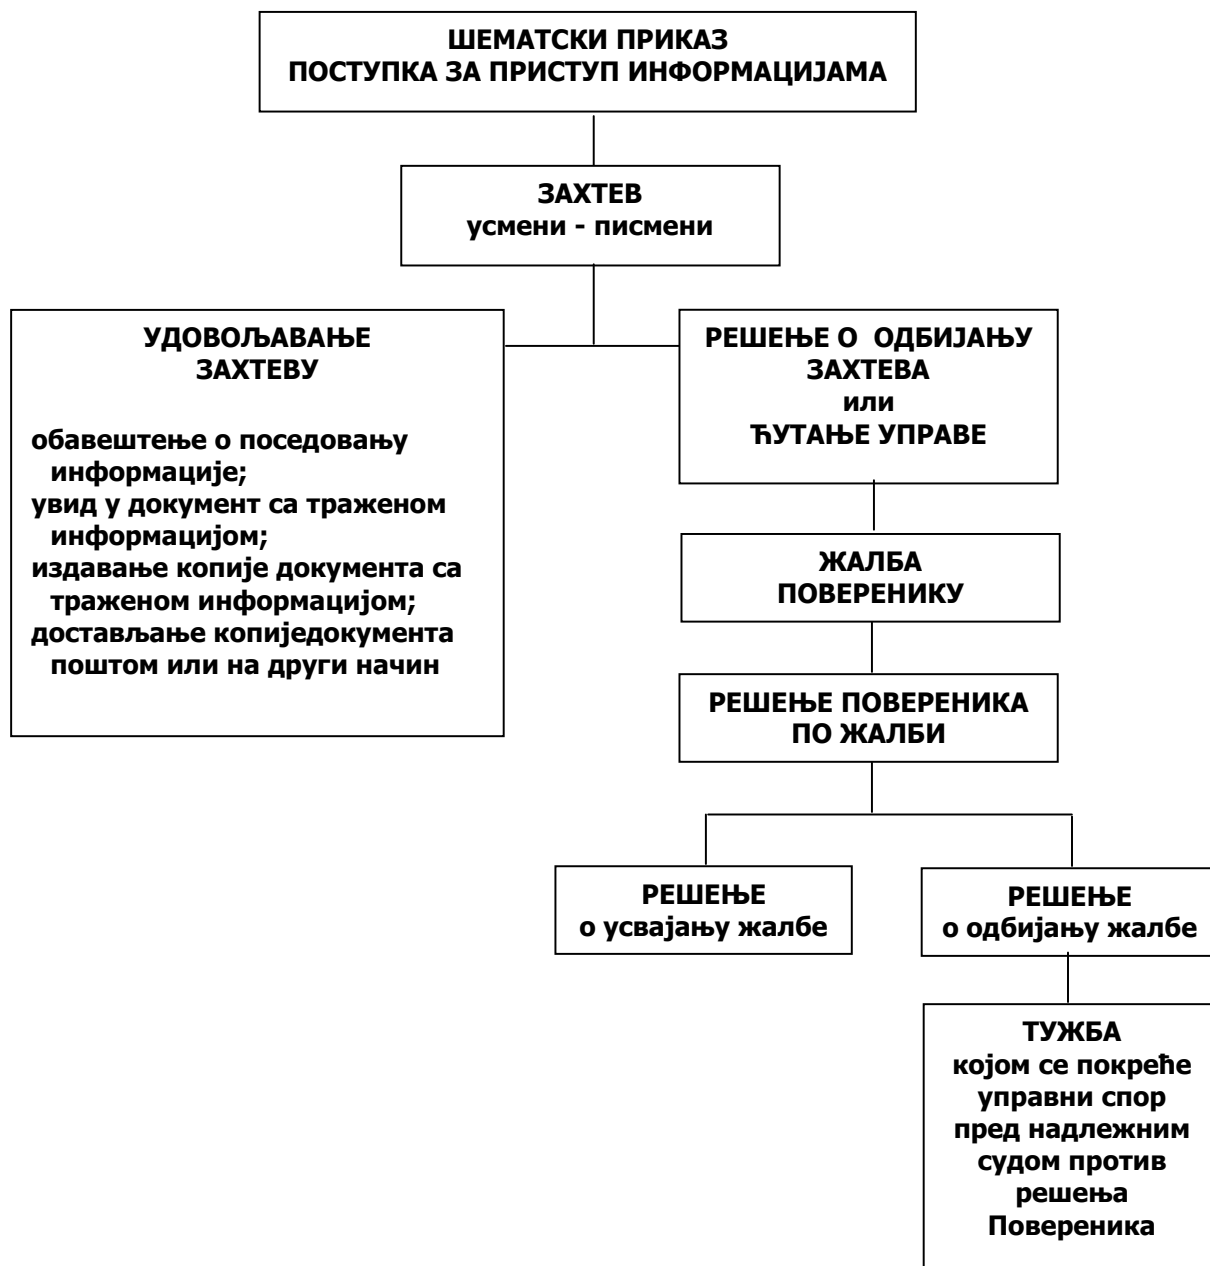 ШЕМАТСКИ ПРИКАЗ
ПОСТУПКА ЗА ПРИСТУП ИНФОРМАЦИЈАМА
ЗАХТЕВ
усмени - писмени
УДОВОЉАВАЊЕ
ЗАХТЕВУ
обавештење о поседовању
информације;
увид у документ са траженом
информацијом;
издавање копије документа са
траженом информацијом;
достављање копиједокумента
поштом или на други начин
РЕШЕЊЕ О ОДБИЈАЊУ
ЗАХТЕВА
или
ЋУТАЊЕ УПРАВЕ
ЖАЛБА
ПОВЕРЕНИКУ
РЕШЕЊЕ ПОВЕРЕНИКА
ПО ЖАЛБИ
РЕШЕЊЕ
о усвајању жалбе
РЕШЕЊЕ
о одбијању жалбе
ТУЖБА
којом се покреће
управни спор
пред надлежним
судом против
решења
Повереника